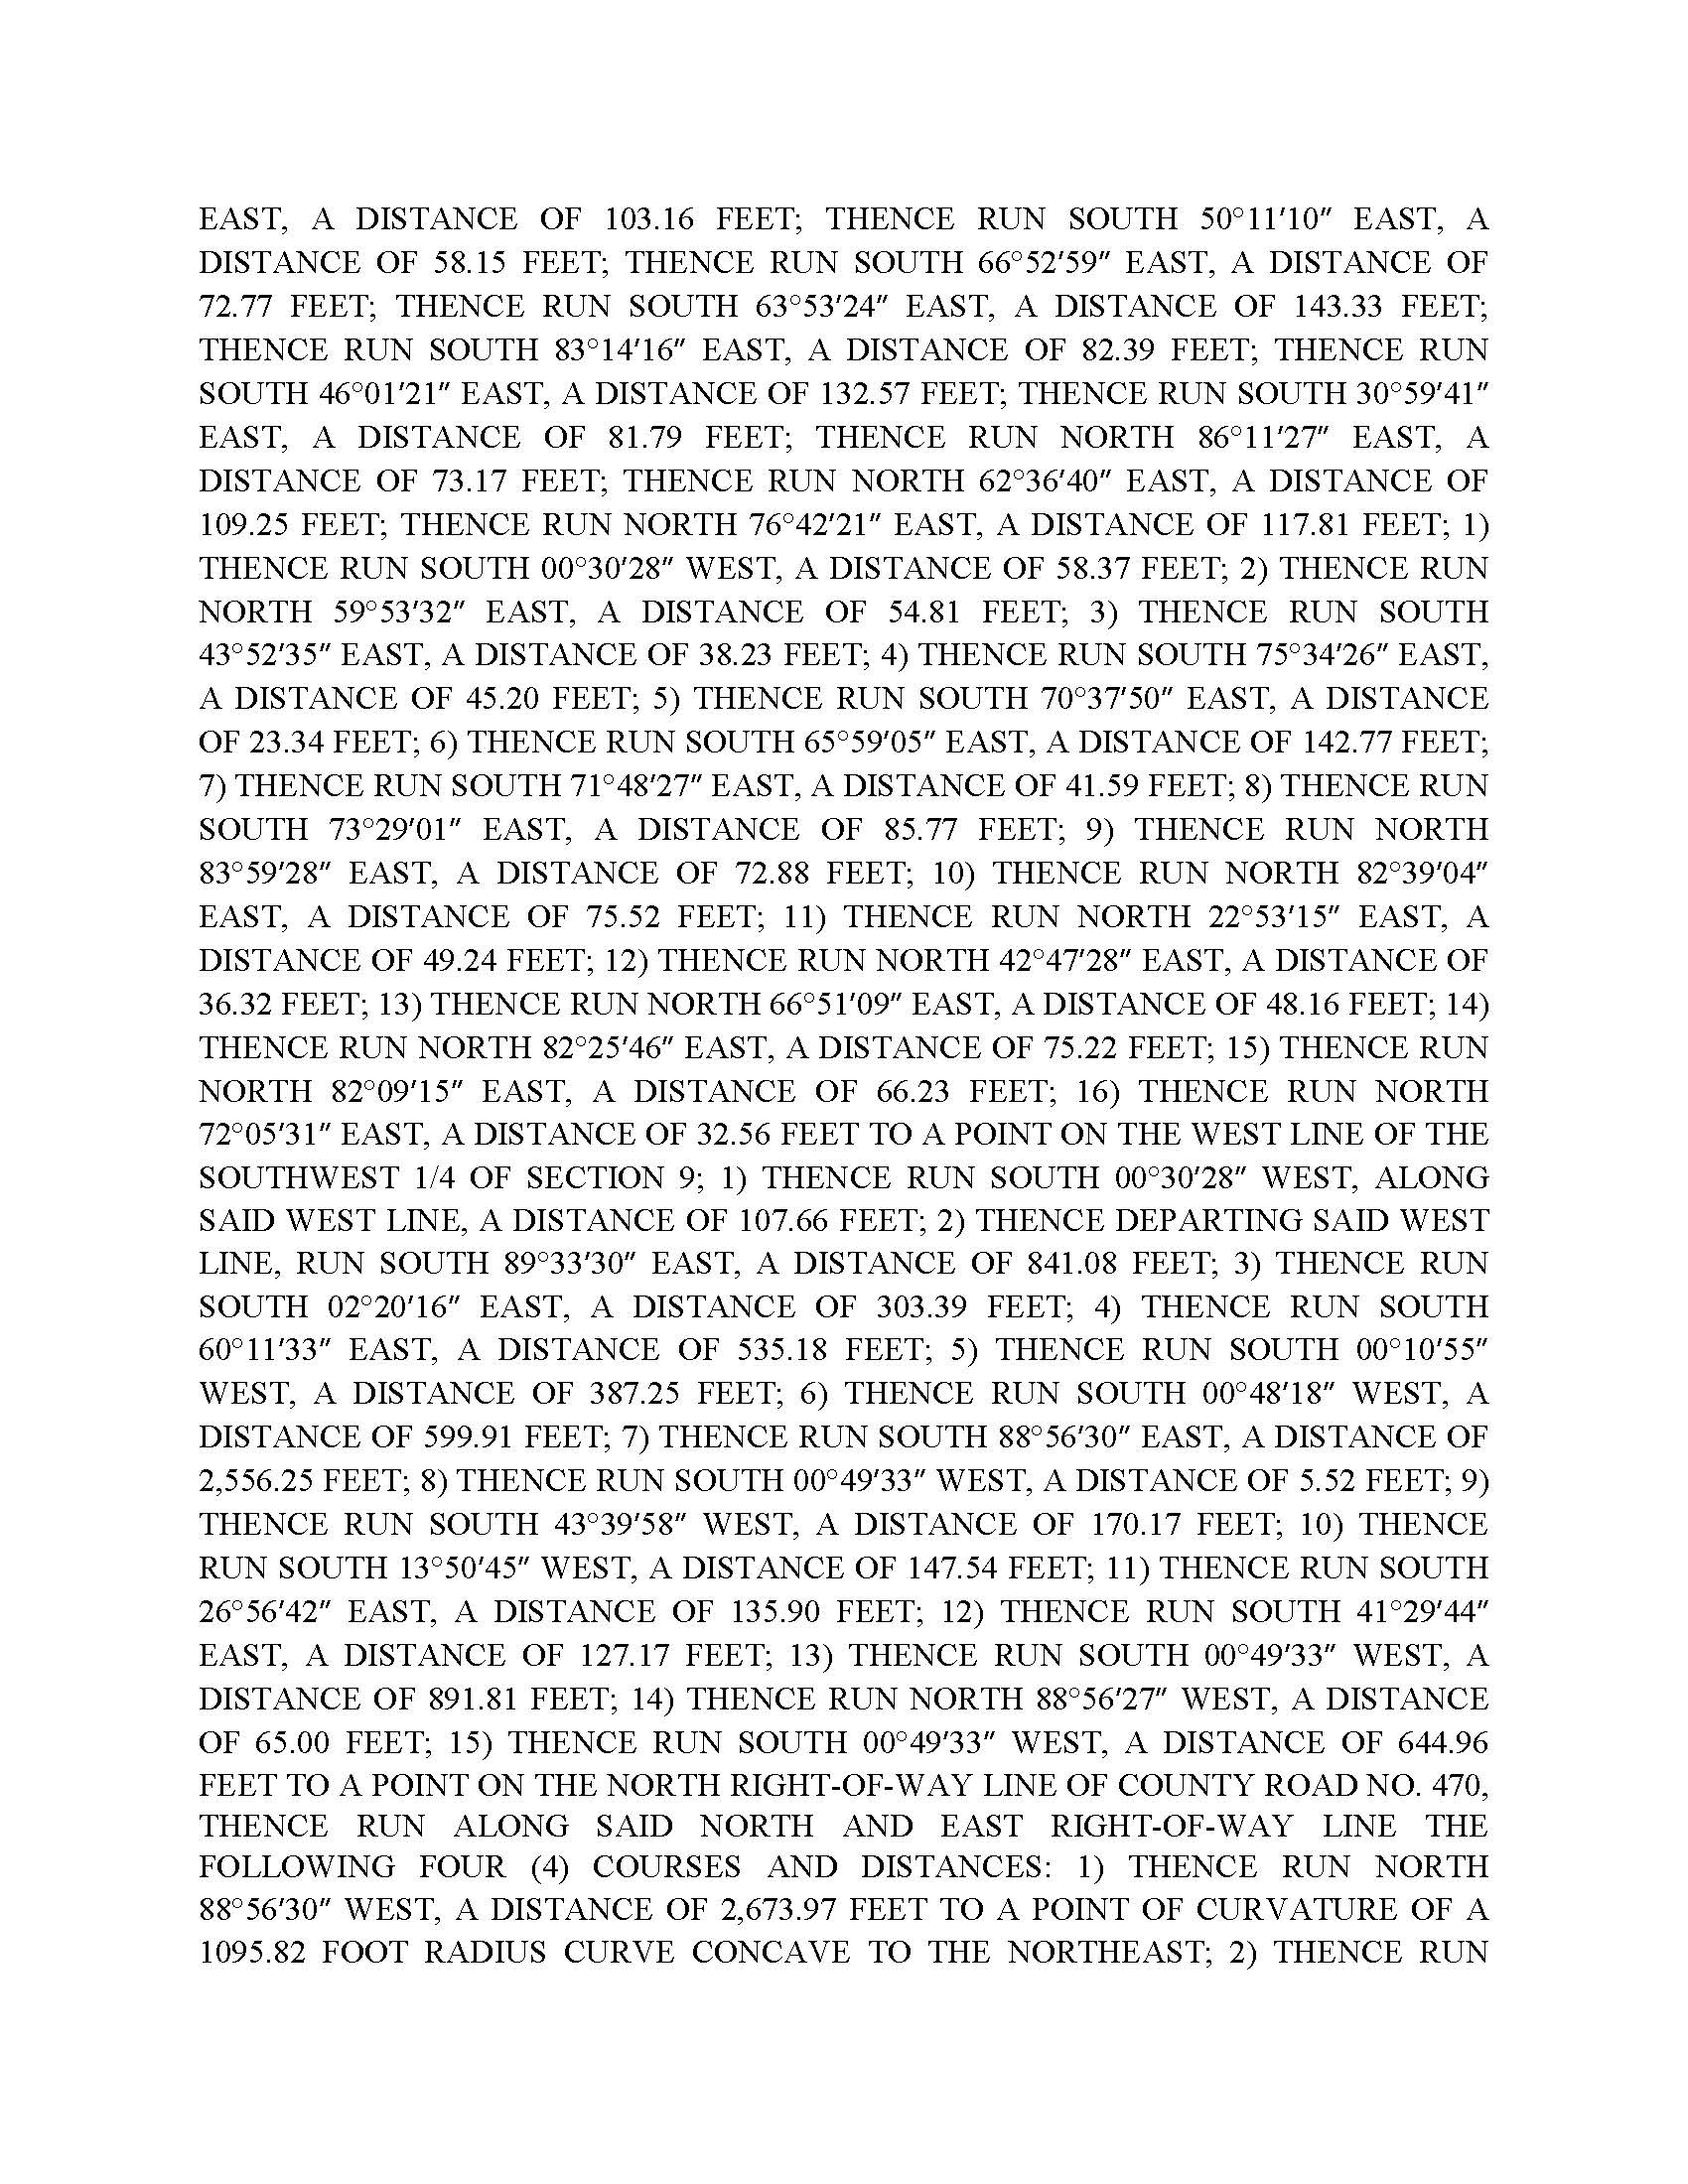 EAST, A DISTANCE OF 103.16 FEET; THENCE RUN SOUTH 50°11′10″ EAST, A
DISTANCE OF 58.15 FEET; THENCE RUN SOUTH 66°52′59″ EAST, A DISTANCE OF
72.77 FEET; THENCE RUN SOUTH 63°53′24″ EAST, A DISTANCE OF 143.33 FEET;
THENCE RUN SOUTH 83°14′16″ EAST, A DISTANCE OF 82.39 FEET; THENCE RUN
SOUTH 46°01′21″ EAST, A DISTANCE OF 132.57 FEET; THENCE RUN SOUTH 30°59′41″
EAST, A DISTANCE OF 81.79 FEET; THENCE RUN NORTH 86°11′27″ EAST, A
DISTANCE OF 73.17 FEET; THENCE RUN NORTH 62°36′40″ EAST, A DISTANCE OF
109.25 FEET; THENCE RUN NORTH 76°42′21″ EAST, A DISTANCE OF 117.81 FEET; 1)
THENCE RUN SOUTH 00°30′28″ WEST, A DISTANCE OF 58.37 FEET; 2) THENCE RUN
NORTH 59°53′32″ EAST, A DISTANCE OF 54.81 FEET; 3) THENCE RUN SOUTH
43°52′35″ EAST, A DISTANCE OF 38.23 FEET; 4) THENCE RUN SOUTH 75°34′26″ EAST,
A DISTANCE OF 45.20 FEET; 5) THENCE RUN SOUTH 70°37′50″ EAST, A DISTANCE
OF 23.34 FEET; 6) THENCE RUN SOUTH 65°59′05″ EAST, A DISTANCE OF 142.77 FEET;
7) THENCE RUN SOUTH 71°48′27″ EAST, A DISTANCE OF 41.59 FEET; 8) THENCE RUN
SOUTH 73°29′01″ EAST, A DISTANCE OF 85.77 FEET; 9) THENCE RUN NORTH
83°59′28″ EAST, A DISTANCE OF 72.88 FEET; 10) THENCE RUN NORTH 82°39′04″
EAST, A DISTANCE OF 75.52 FEET; 11) THENCE RUN NORTH 22°53′15″ EAST, A
DISTANCE OF 49.24 FEET; 12) THENCE RUN NORTH 42°47′28″ EAST, A DISTANCE OF
36.32 FEET; 13) THENCE RUN NORTH 66°51′09″ EAST, A DISTANCE OF 48.16 FEET; 14)
THENCE RUN NORTH 82°25′46″ EAST, A DISTANCE OF 75.22 FEET; 15) THENCE RUN
NORTH 82°09′15″ EAST, A DISTANCE OF 66.23 FEET; 16) THENCE RUN NORTH
72°05′31″ EAST, A DISTANCE OF 32.56 FEET TO A POINT ON THE WEST LINE OF THE
SOUTHWEST 1/4 OF SECTION 9; 1) THENCE RUN SOUTH 00°30′28″ WEST, ALONG
SAID WEST LINE, A DISTANCE OF 107.66 FEET; 2) THENCE DEPARTING SAID WEST
LINE, RUN SOUTH 89°33′30″ EAST, A DISTANCE OF 841.08 FEET; 3) THENCE RUN
SOUTH 02°20′16″ EAST, A DISTANCE OF 303.39 FEET; 4) THENCE RUN SOUTH
60°11′33″ EAST, A DISTANCE OF 535.18 FEET; 5) THENCE RUN SOUTH 00°10′55″
WEST, A DISTANCE OF 387.25 FEET; 6) THENCE RUN SOUTH 00°48′18″ WEST, A
DISTANCE OF 599.91 FEET; 7) THENCE RUN SOUTH 88°56′30″ EAST, A DISTANCE OF
2,556.25 FEET; 8) THENCE RUN SOUTH 00°49′33″ WEST, A DISTANCE OF 5.52 FEET; 9)
THENCE RUN SOUTH 43°39′58″ WEST, A DISTANCE OF 170.17 FEET; 10) THENCE
RUN SOUTH 13°50′45″ WEST, A DISTANCE OF 147.54 FEET; 11) THENCE RUN SOUTH
26°56′42″ EAST, A DISTANCE OF 135.90 FEET; 12) THENCE RUN SOUTH 41°29′44″
EAST, A DISTANCE OF 127.17 FEET; 13) THENCE RUN SOUTH 00°49′33″ WEST, A
DISTANCE OF 891.81 FEET; 14) THENCE RUN NORTH 88°56′27″ WEST, A DISTANCE
OF 65.00 FEET; 15) THENCE RUN SOUTH 00°49′33″ WEST, A DISTANCE OF 644.96
FEET TO A POINT ON THE NORTH RIGHT-OF-WAY LINE OF COUNTY ROAD NO. 470,
THENCE RUN ALONG SAID NORTH AND EAST RIGHT-OF-WAY LINE THE
FOLLOWING FOUR (4) COURSES AND DISTANCES: 1) THENCE RUN NORTH
88°56′30″ WEST, A DISTANCE OF 2,673.97 FEET TO A POINT OF CURVATURE OF A
1095.82 FOOT RADIUS CURVE CONCAVE TO THE NORTHEAST; 2) THENCE RUN